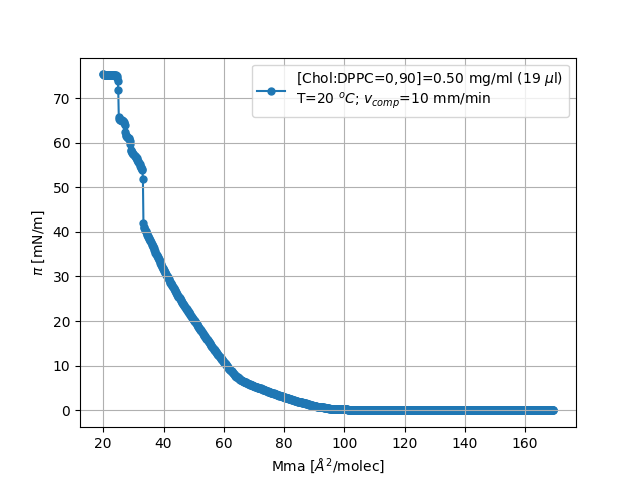 [Chol:DPPC=0,90]=0.50 mg/ml (19 μl)
T=20 °C; v_comp=10 mm/min
70
60
50
40
30
20
10
0
π [mN/m]
20 40 60 80 100 120 140 160
Mma [Å²/molec]